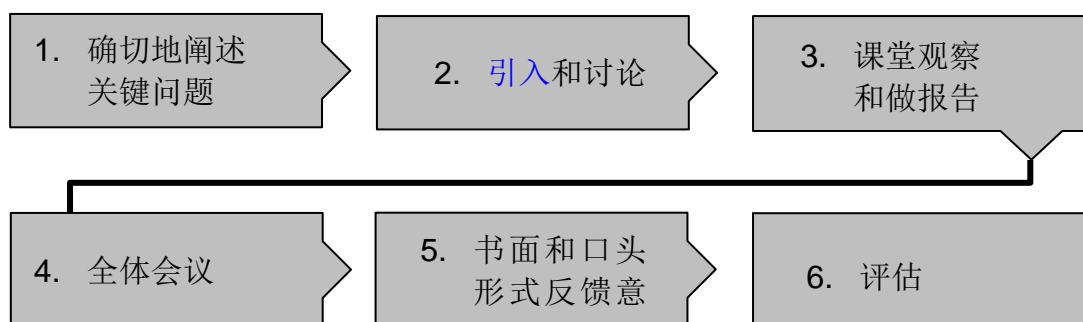 1. 确切地阐述
关键问题
2. 引入和讨论
3. 课堂观察
和做报告
4. 全体会议
5. 书面和口头
形式反馈意
6. 评估